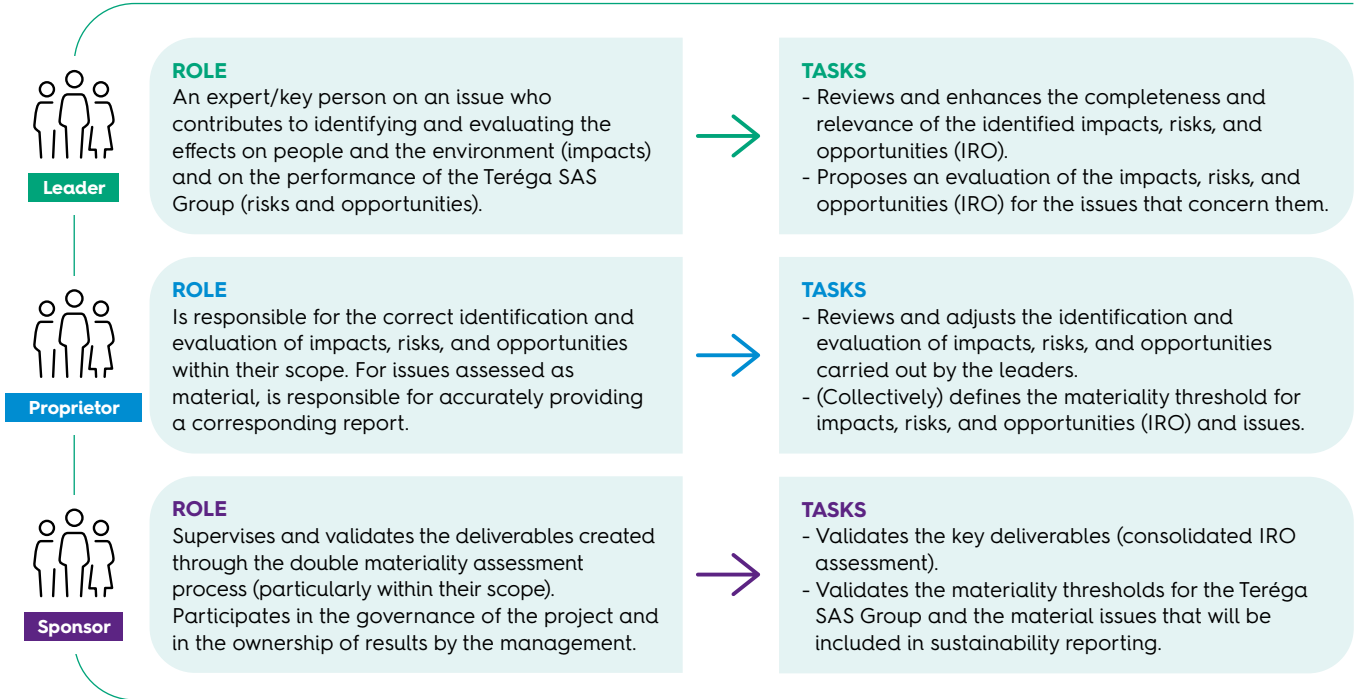 Leader
ROLE
An expert/key person on an issue who
contributes to identifying and evaluating the
effects on people and the environment (impacts)
and on the performance of the Teréga SAS
Group (risks and opportunities).
TASKS
- Reviews and enhances the completeness and
relevance of the identified impacts, risks, and
opportunities (IRO).
- Proposes an evaluation of the impacts, risks, and
opportunities (IRO) for the issues that concern them.
Proprietor
ROLE
Is responsible for the correct identification and
evaluation of impacts, risks, and opportunities
within their scope. For issues assessed as
material, is responsible for accurately providing
a corresponding report.
TASKS
- Reviews and adjusts the identification and
evaluation of impacts, risks, and opportunities
carried out by the leaders.
- (Collectively) defines the materiality threshold for
impacts, risks, and opportunities (IRO) and issues.
Sponsor
ROLE
Supervises and validates the deliverables created
through the double materiality assessment
process (particularly within their scope).
Participates in the governance of the project and
in the ownership of results by the management.
TASKS
- Validates the key deliverables (consolidated IRO
assessment).
- Validates the materiality thresholds for the Teréga
SAS Group and the material issues that will be
included in sustainability reporting.